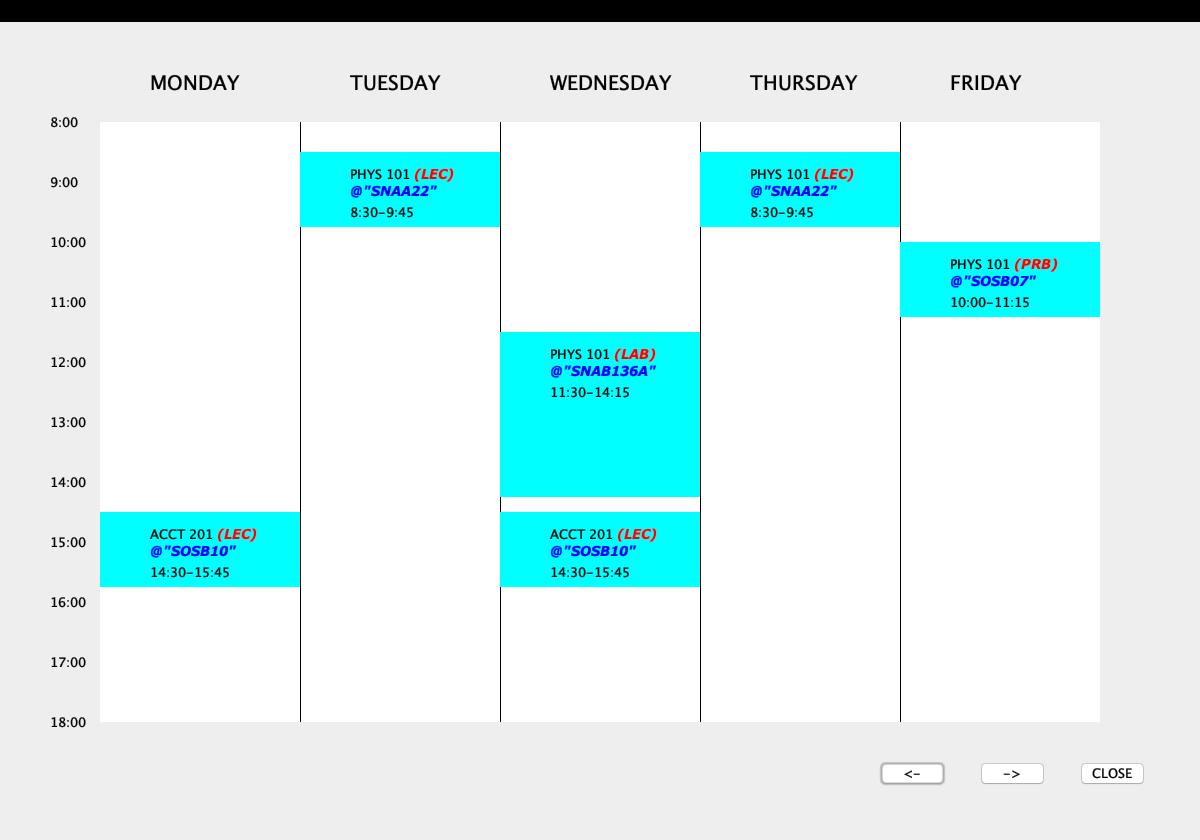 MONDAY TUESDAY WEDNESDAY THURSDAY FRIDAY
8:00
PHYS 101 (LEC)
@"SNAA22"
8:30-9:45
PHYS 101 (LEC)
@"SNAA22"
8:30-9:45
9:00
10:00
PHYS 101 (PRB)
@"SOSB07"
10:00-11:15
11:00
PHYS 101 (LAB)
@"SNAB136A"
11:30-14:15
12:00
13:00
14:00
ACCT 201 (LEC)
@"SOSB10"
14:30-15:45
ACCT 201 (LEC)
@"SOSB10"
14:30-15:45
15:00
16:00
17:00
18:00
<- -> CLOSE